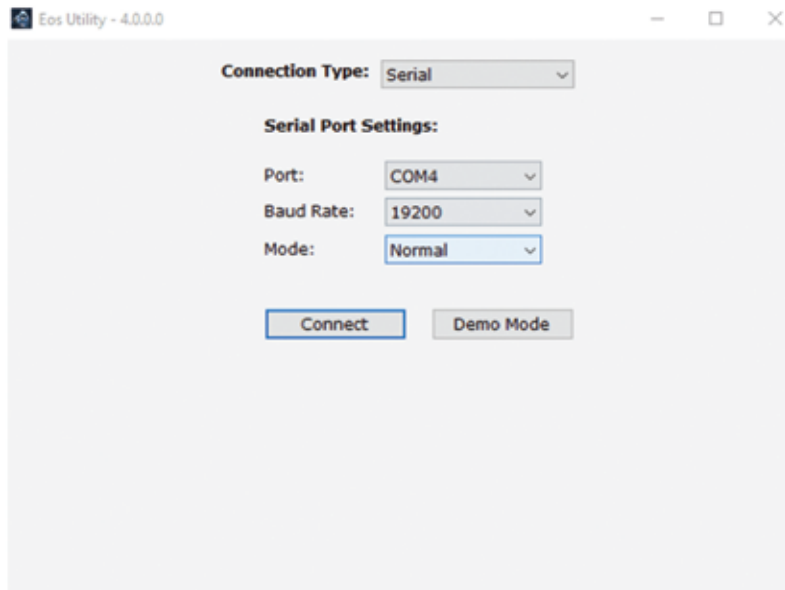 Eos Utility - 4.0.0.0
Connection Type: Serial
Serial Port Settings:
Port: COM4
Baud Rate: 19200
Mode: Normal
Connect Demo Mode